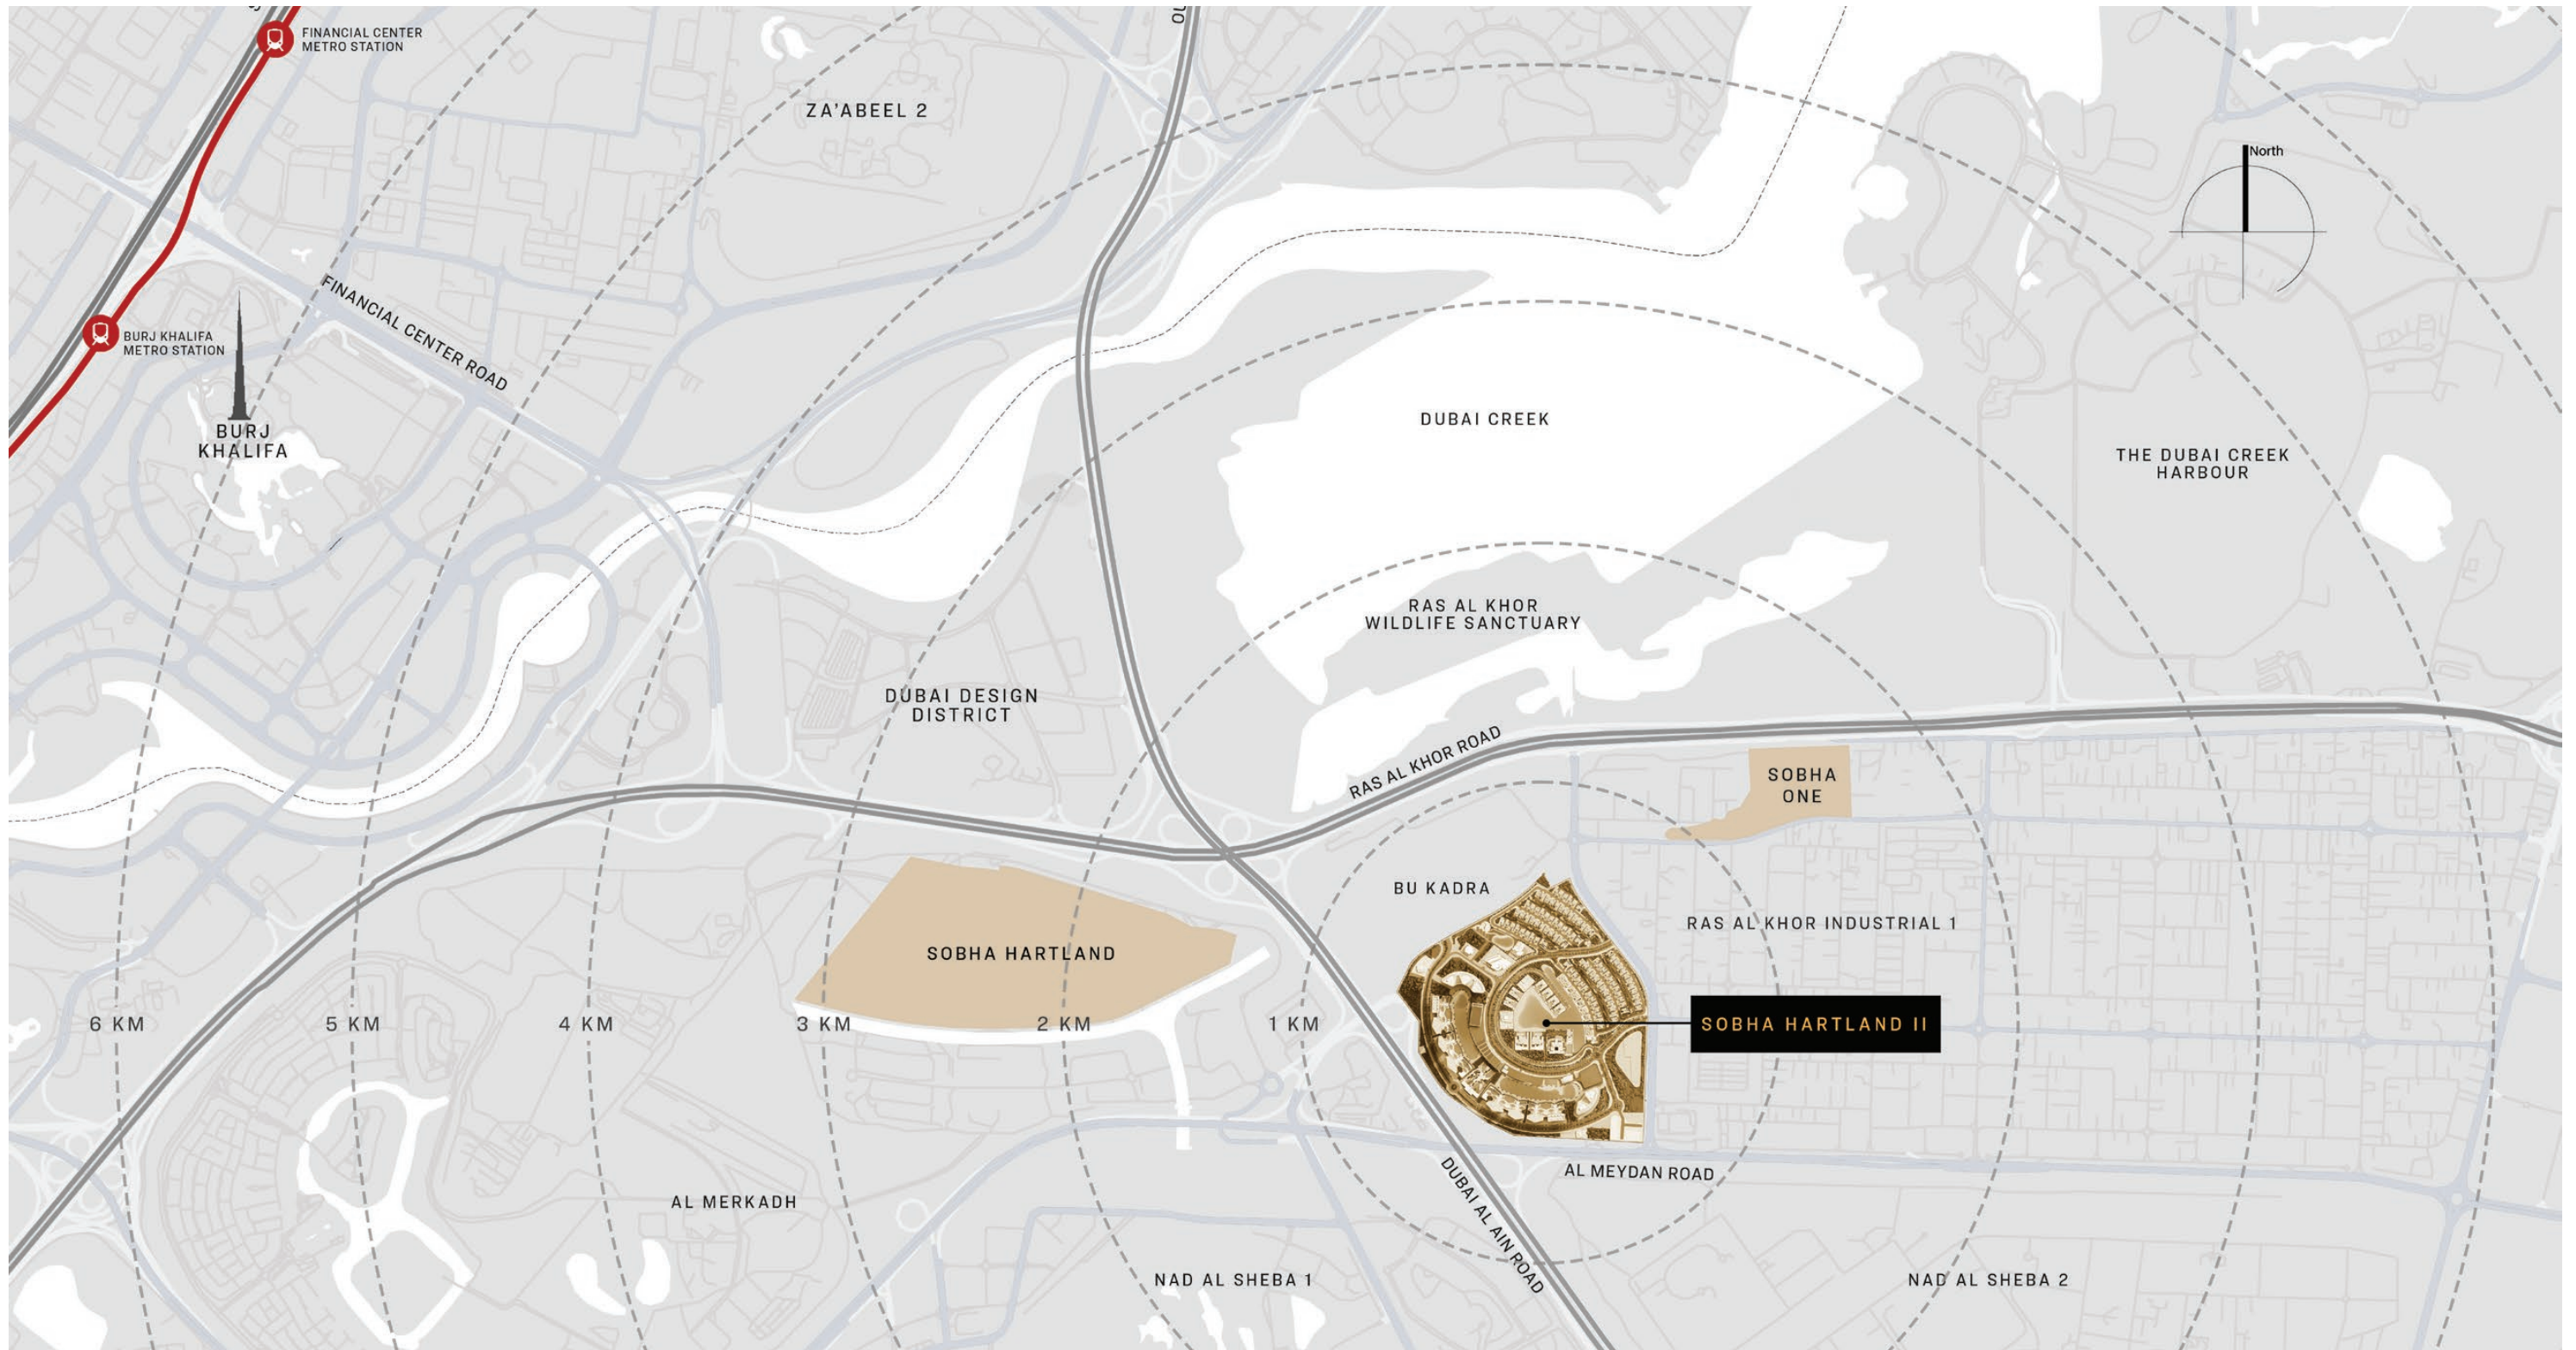 FINANCIAL CENTER
METRO STATION
ZA'ABEEL 2
North
FINANCIAL CENTER ROAD
BURJ KHALIFA
METRO STATION
BURJ
KHALIFA
DUBAI CREEK
THE DUBAI CREEK
HARBOUR
RAS AL KHOR
WILDLIFE SANCTUARY
DUBAI DESIGN
DISTRICT
RAS AL KHOR ROAD
SOBHA
ONE
BU KADRA
RAS AL KHOR INDUSTRIAL 1
SOBHA HARTLAND
6 KM
5 KM
4 KM
3 KM
2 KM
1 KM
SOBHA HARTLAND II
AL MEYDAN ROAD
DUBAI AL AIN ROAD
AL MERKADH
NAD AL SHEBA 1
NAD AL SHEBA 2